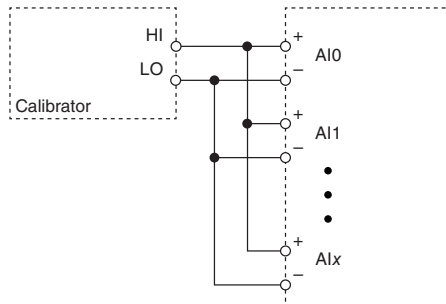 HI
LO
Calibrator
+
AI0
–
+
AI1
–
+
AIx
–